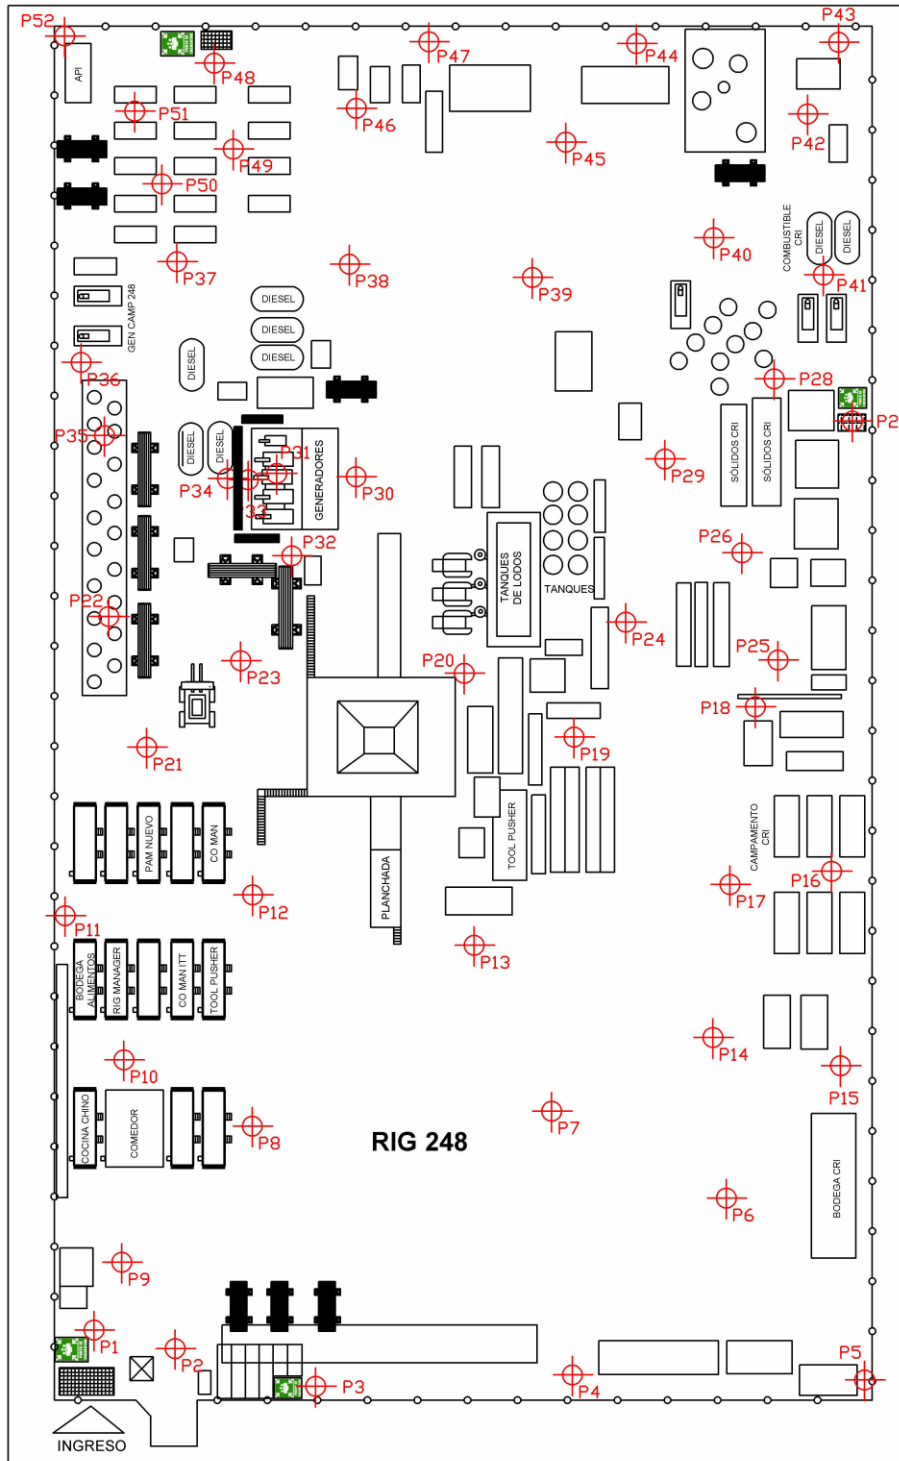 P52
P47
P44
P43
API
P48
P51
P46
P42
P45
P49
P50
P40
COMBUSTIBLE
CRI
DIESEL
DIESEL
P37
P38
P39
P41
GEN CAMP 248
DIESEL
DIESEL
DIESEL
DIESEL
P36
P28
P2
SÓLIDOS CRI
SÓLIDOS CRI
P35
DIESEL
DIESEL
P34
P33
P31
GENERADORES
P30
P29
P26
P32
TANQUES
DE LODOS
TANQUES
P22
P24
P23
P20
P25
P18
P21
P19
PAM NUEVO
CO MAN
TOOL PUSHER
CAMPAMENTO
CRI
P16
P17
P12
PLANCHADA
P11
P13
BODEGA
ALIMENTOS
RIG MANAGER
CO MAN ITT
TOOL PUSHER
P14
P10
P15
P7
COCINA CHINO
COMEDOR
P8
RIG 248
BODEGA CRI
P6
P9
P1
P2
P3
P4
P5
INGRESO